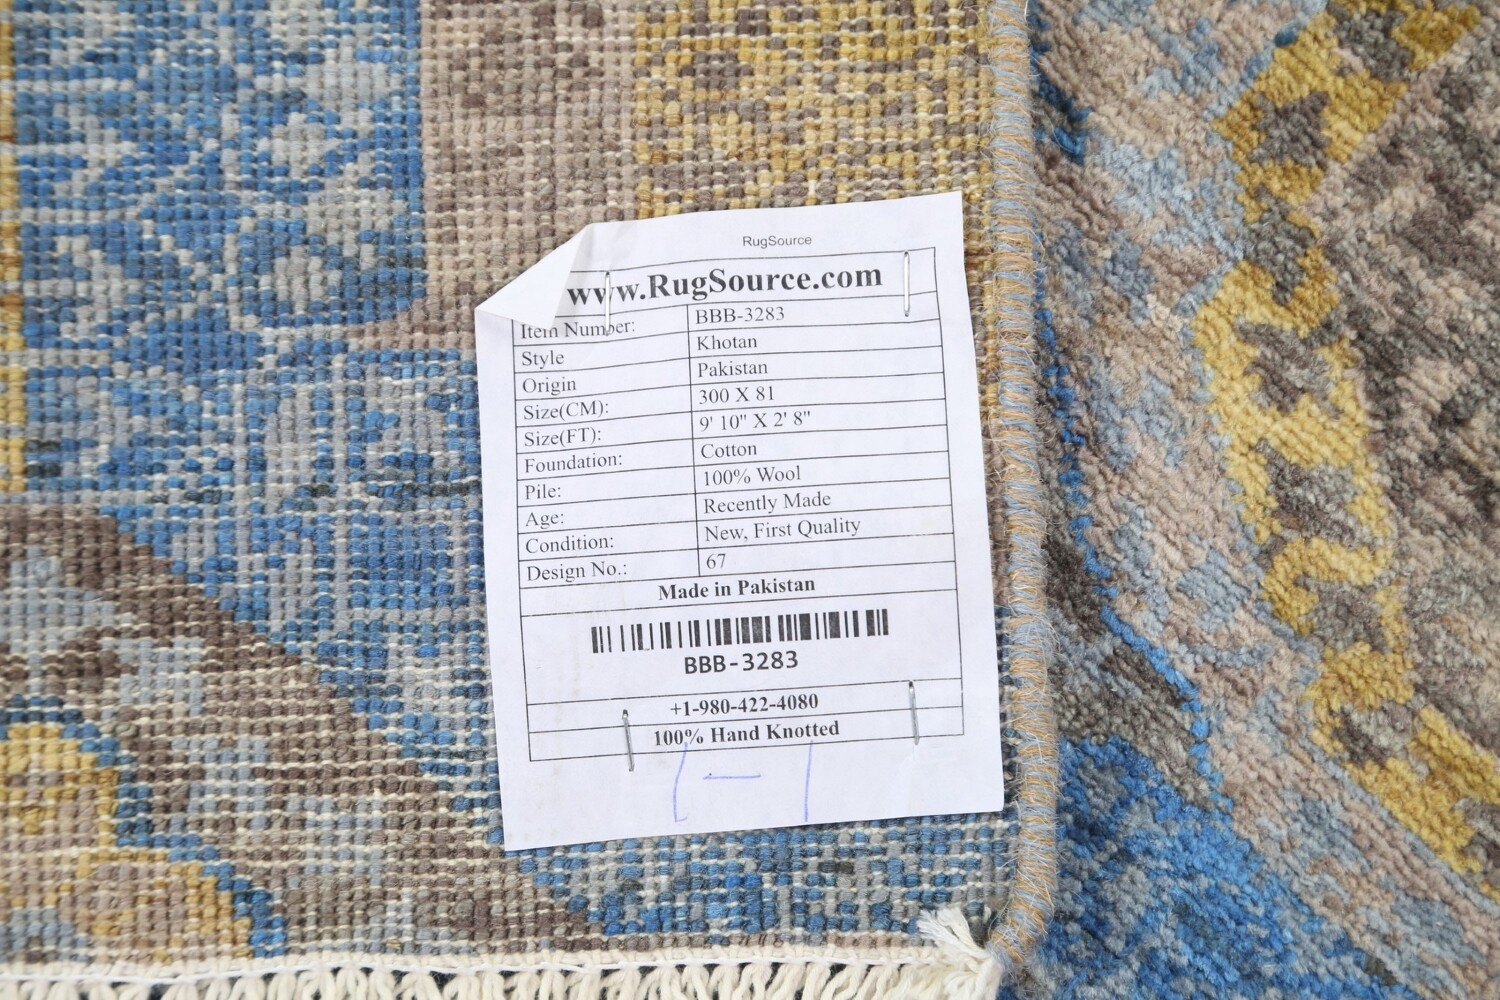 RugSource
www.RugSource.com
Item Number: BBB-3283
Style Khotan
Origin Pakistan
Size(CM): 300 X 81
Size(FT): 9' 10" X 2' 8"
Foundation: Cotton
Pile: 100% Wool
Age: Recently Made
Condition: New, First Quality
Design No.: 67
Made in Pakistan
BBB-3283
+1-980-422-4080
100% Hand Knotted
1-1